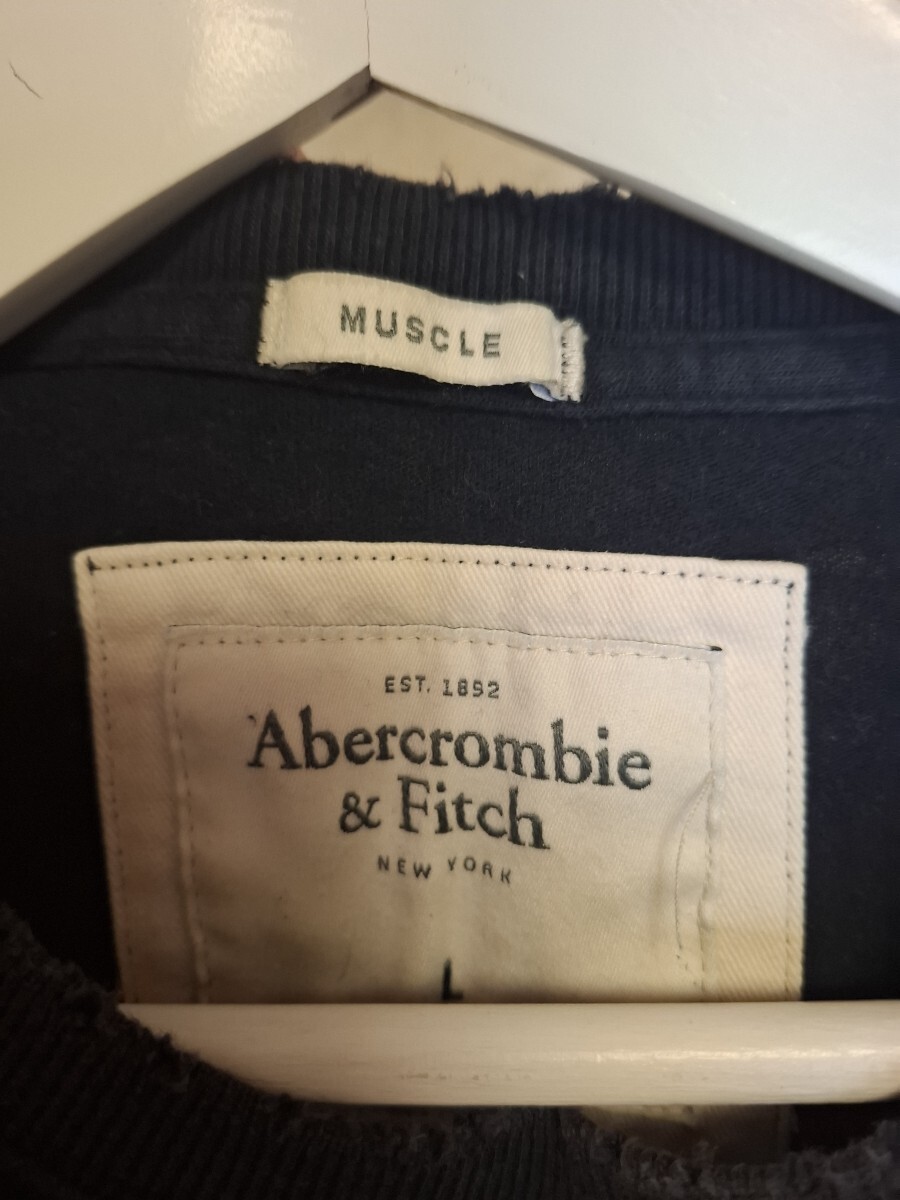 MUSCLE
EST. 1892
Abercrombie
& Fitch
NEW YORK
L